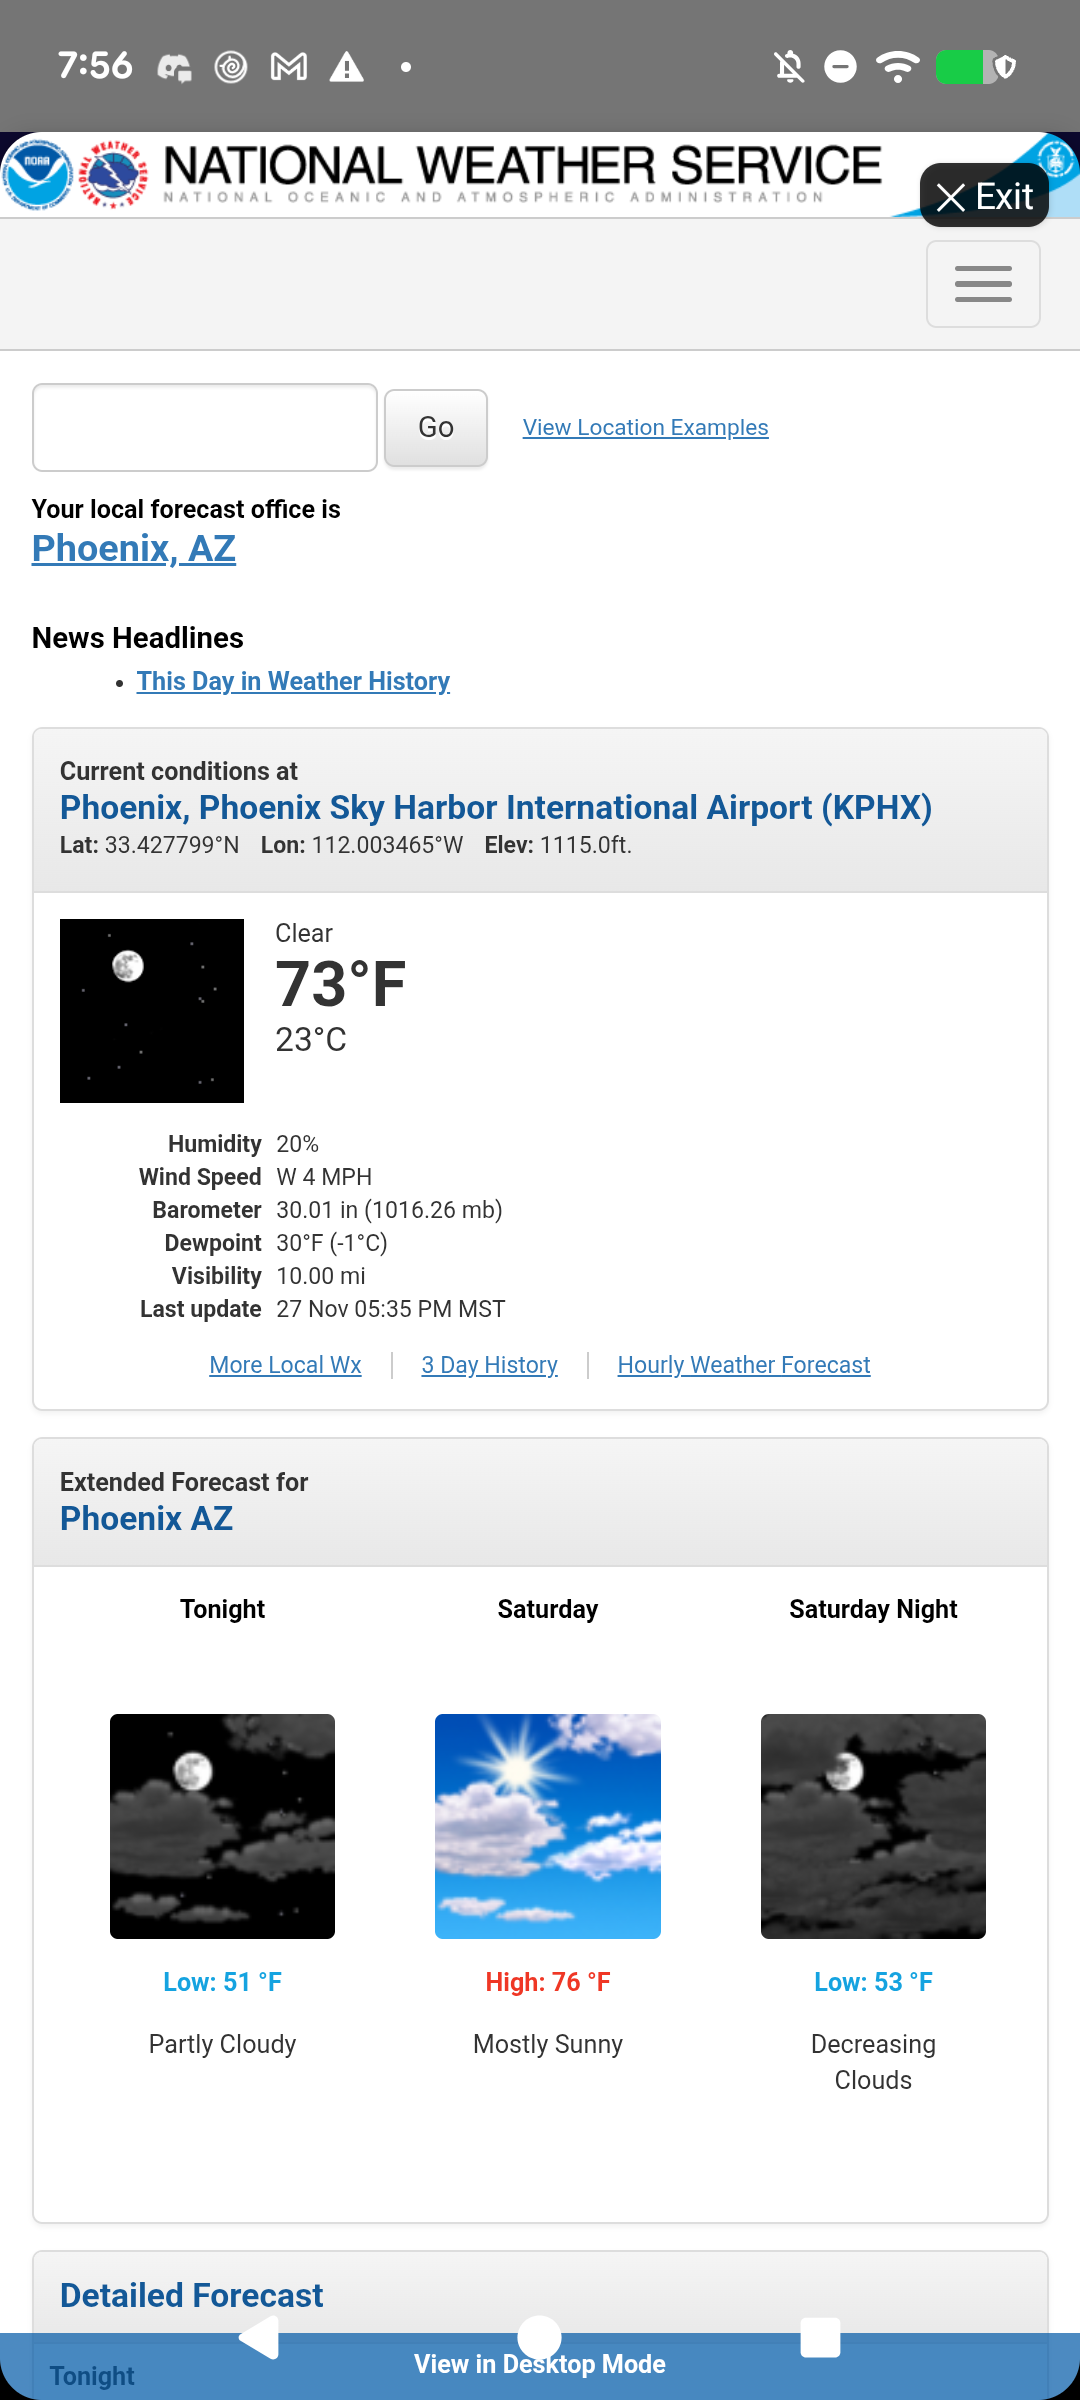 7:56
NOAA
NATIONAL WEATHER SERVICE
NATIONAL OCEANIC AND ATMOSPHERIC ADMINISTRATION
Exit
Go
View Location Examples
Your local forecast office is
Phoenix, AZ
News Headlines
• This Day in Weather History
Current conditions at
Phoenix, Phoenix Sky Harbor International Airport (KPHX)
Lat: 33.427799°N Lon: 112.003465°W Elev: 1115.0ft.
Clear
73°F
23°C
Humidity 20%
Wind Speed W 4 MPH
Barometer 30.01 in (1016.26 mb)
Dewpoint 30°F (-1°C)
Visibility 10.00 mi
Last update 27 Nov 05:35 PM MST
More Local Wx 3 Day History Hourly Weather Forecast
Extended Forecast for
Phoenix AZ
Tonight Saturday Saturday Night
Low: 51 °F High: 76 °F Low: 53 °F
Partly Cloudy Mostly Sunny Decreasing
Clouds
Detailed Forecast
View in Desktop Mode
Tonight